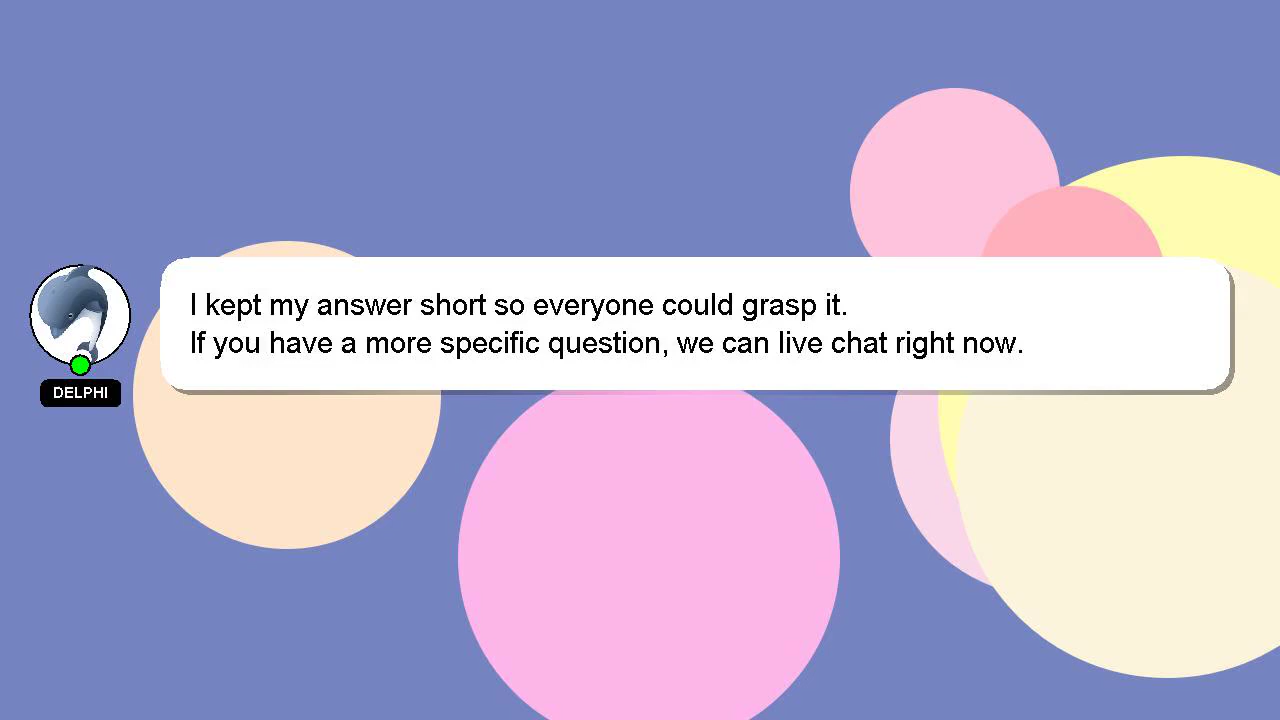 I kept my answer short so everyone could grasp it.
If you have a more specific question, we can live chat right now.
DELPHI